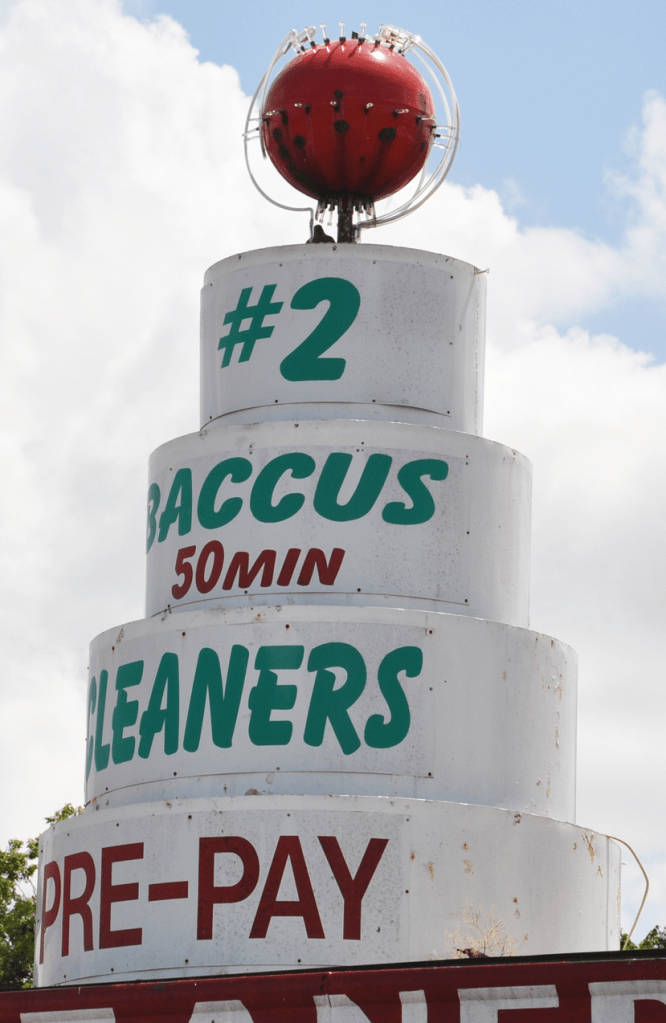 #2
BACCUS
50MIN
CLEANERS
PRE-PAY